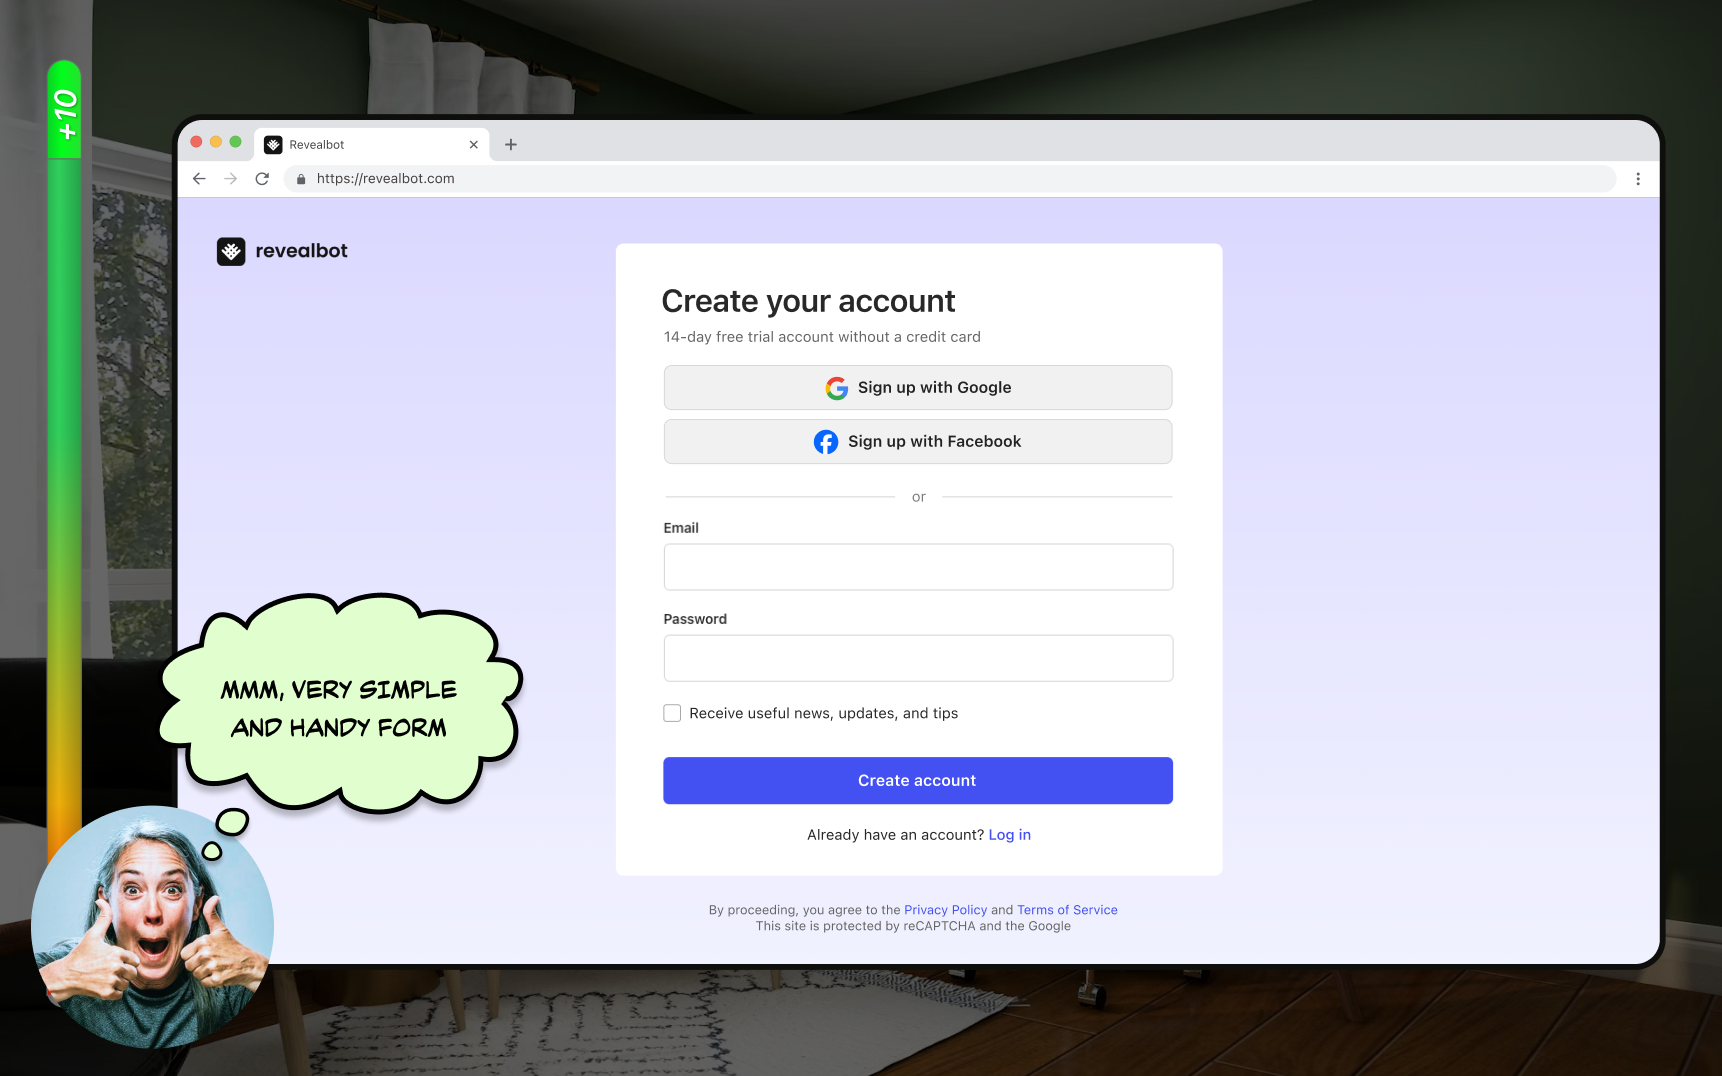 +10
Revealbot
https://revealbot.com
revealbot
Create your account
14-day free trial account without a credit card
Sign up with Google
Sign up with Facebook
or
Email
Password
Receive useful news, updates, and tips
Create account
Already have an account? Log in
By proceeding, you agree to the Privacy Policy and Terms of Service
This site is protected by reCAPTCHA and the Google
MMM, VERY SIMPLE
AND HANDY FORM